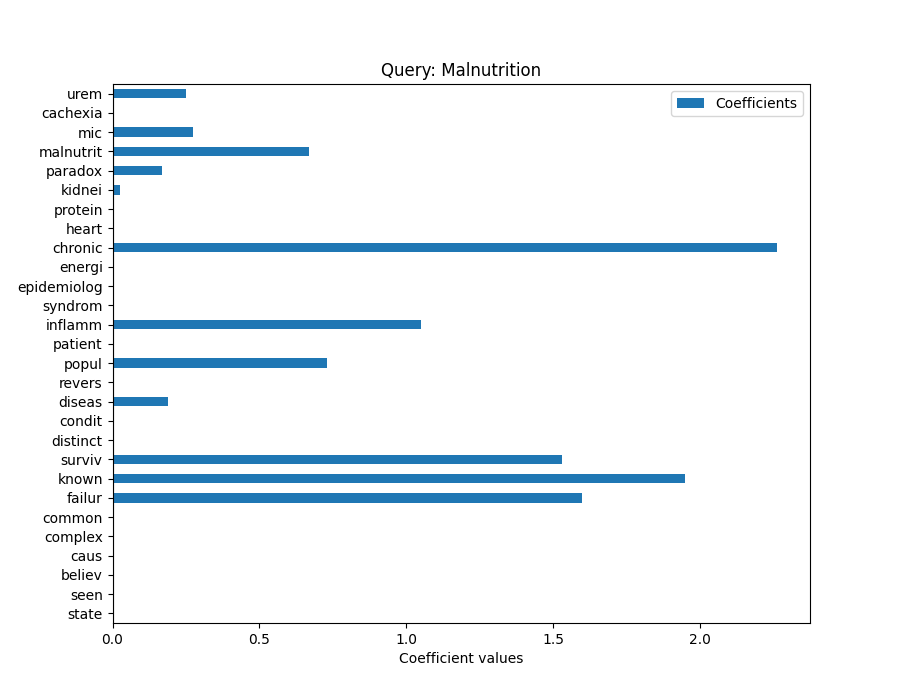 Query: Malnutrition
Coefficients
urem
cachexia
mic
malnutrit
paradox
kidnei
protein
heart
chronic
energi
epidemiolog
syndrom
inflamm
patient
popul
revers
diseas
condit
distinct
surviv
known
failur
common
complex
caus
believ
seen
state
0.0 0.5 1.0 1.5 2.0
Coefficient values